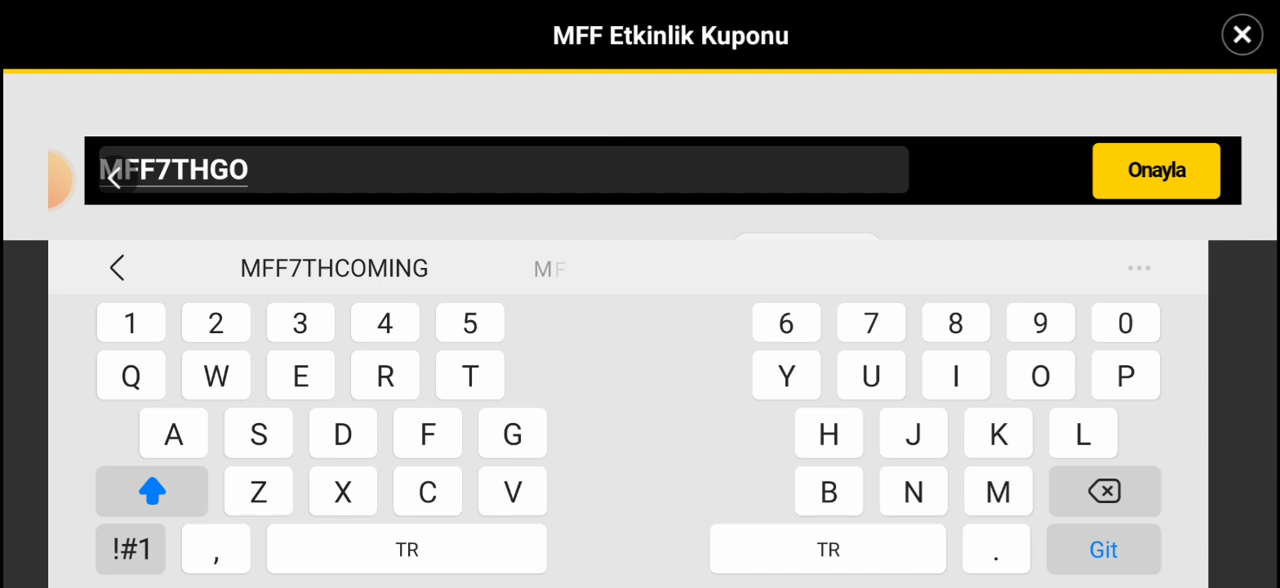 MFF Etkinlik Kuponu
MFF7THGO
Onayla
MFF7THCOMING MF
1 2 3 4 5 6 7 8 9 0
Q W E R T Y U I O P
A S D F G H J K L
Z X C V B N M
!#1 , TR TR . Git